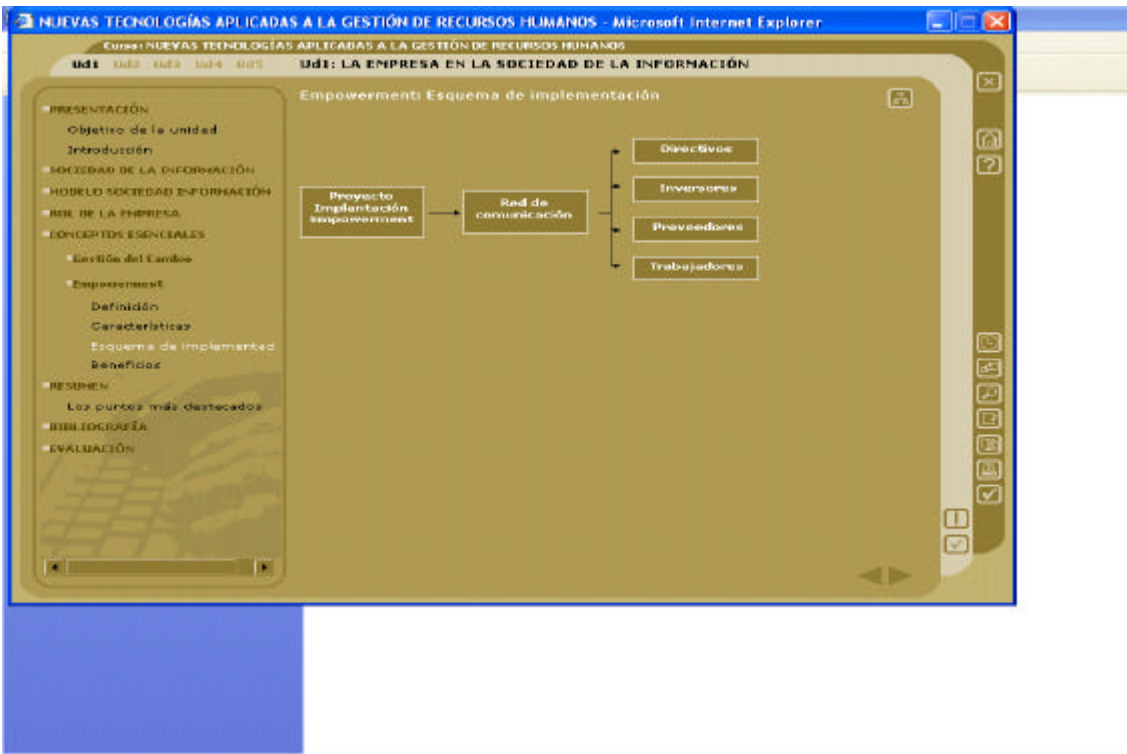 NUEVAS TECNOLOGÍAS APLICADAS A LA GESTIÓN DE RECURSOS HUMANOS - Microsoft Internet Explorer
Curso: NUEVAS TECNOLOGÍAS APLICADAS A LA GESTIÓN DE RECURSOS HUMANOS
Ud1 Ud2 Ud3 Ud4 Ud5
Ud1: LA EMPRESA EN LA SOCIEDAD DE LA INFORMACIÓN
PRESENTACIÓN
Objetivo de la unidad
Introducción
SOCIEDAD DE LA INFORMACIÓN
MODELO SOCIEDAD INFORMACIÓN
ROL DE LA EMPRESA
CONCEPTOS ESENCIALES
Gestión del Cambio
Empowerment
Definición
Características
Esquema de implementac
Beneficios
RESUMEN
Los puntos más destacados
BIBLIOGRAFÍA
EVALUACIÓN
Empowerment: Esquema de implementación
Proyecto
Implantación
Empowerment
Red de
comunicación
Directivos
Inversores
Proveedores
Trabajadores